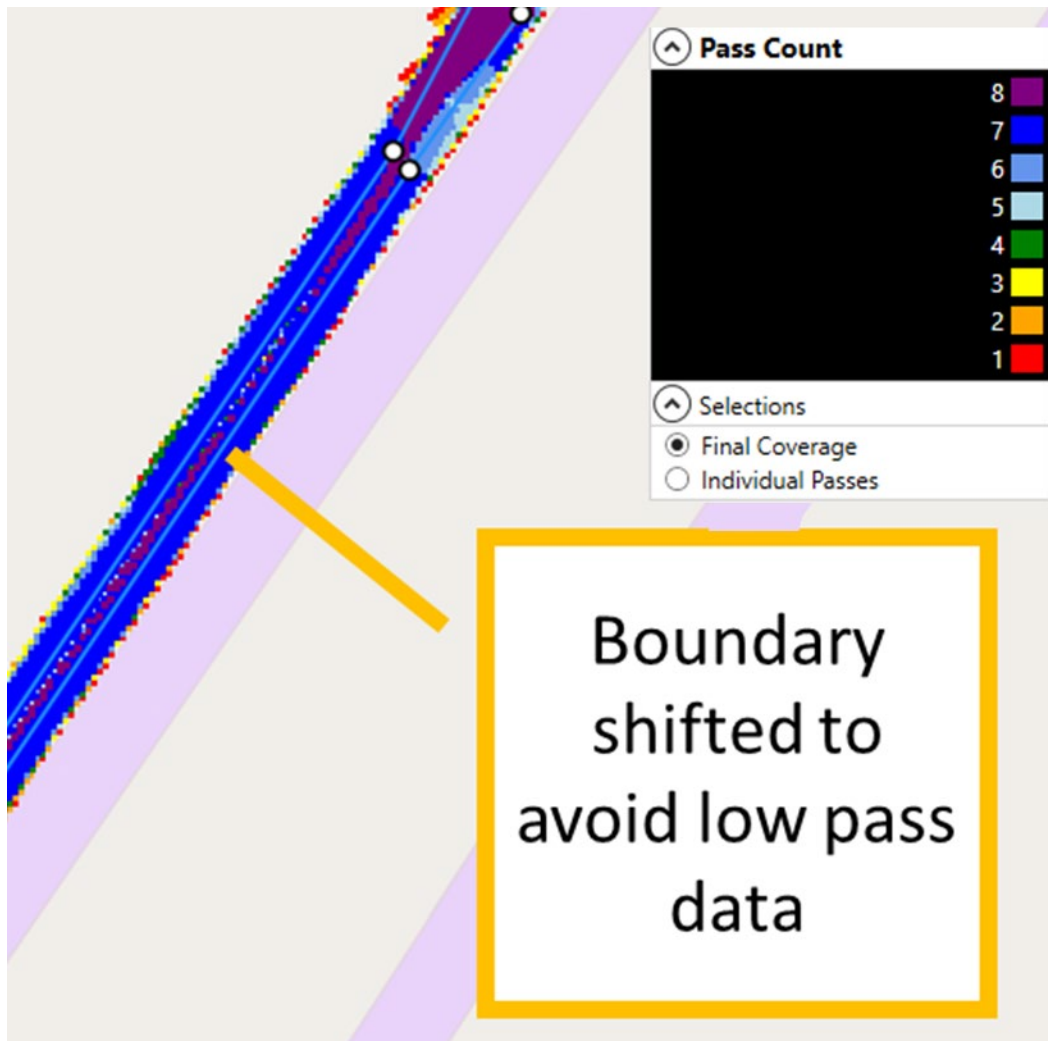 Pass Count
8
7
6
5
4
3
2
1
Selections
Final Coverage
Individual Passes
Boundary
shifted to
avoid low pass
data